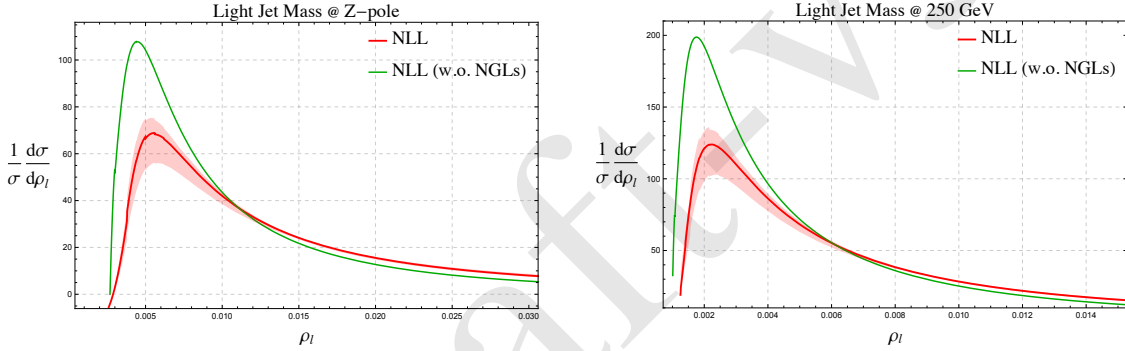 Light Jet Mass @ Z-pole
NLL
NLL (w.o. NGLs)
100
80
60
40
20
0
1 dσ
σ dρl
0.005 0.010 0.015 0.020 0.025 0.030
ρl
Light Jet Mass @ 250 GeV
NLL
NLL (w.o. NGLs)
200
150
100
50
1 dσ
σ dρl
0.002 0.004 0.006 0.008 0.010 0.012 0.014
ρl